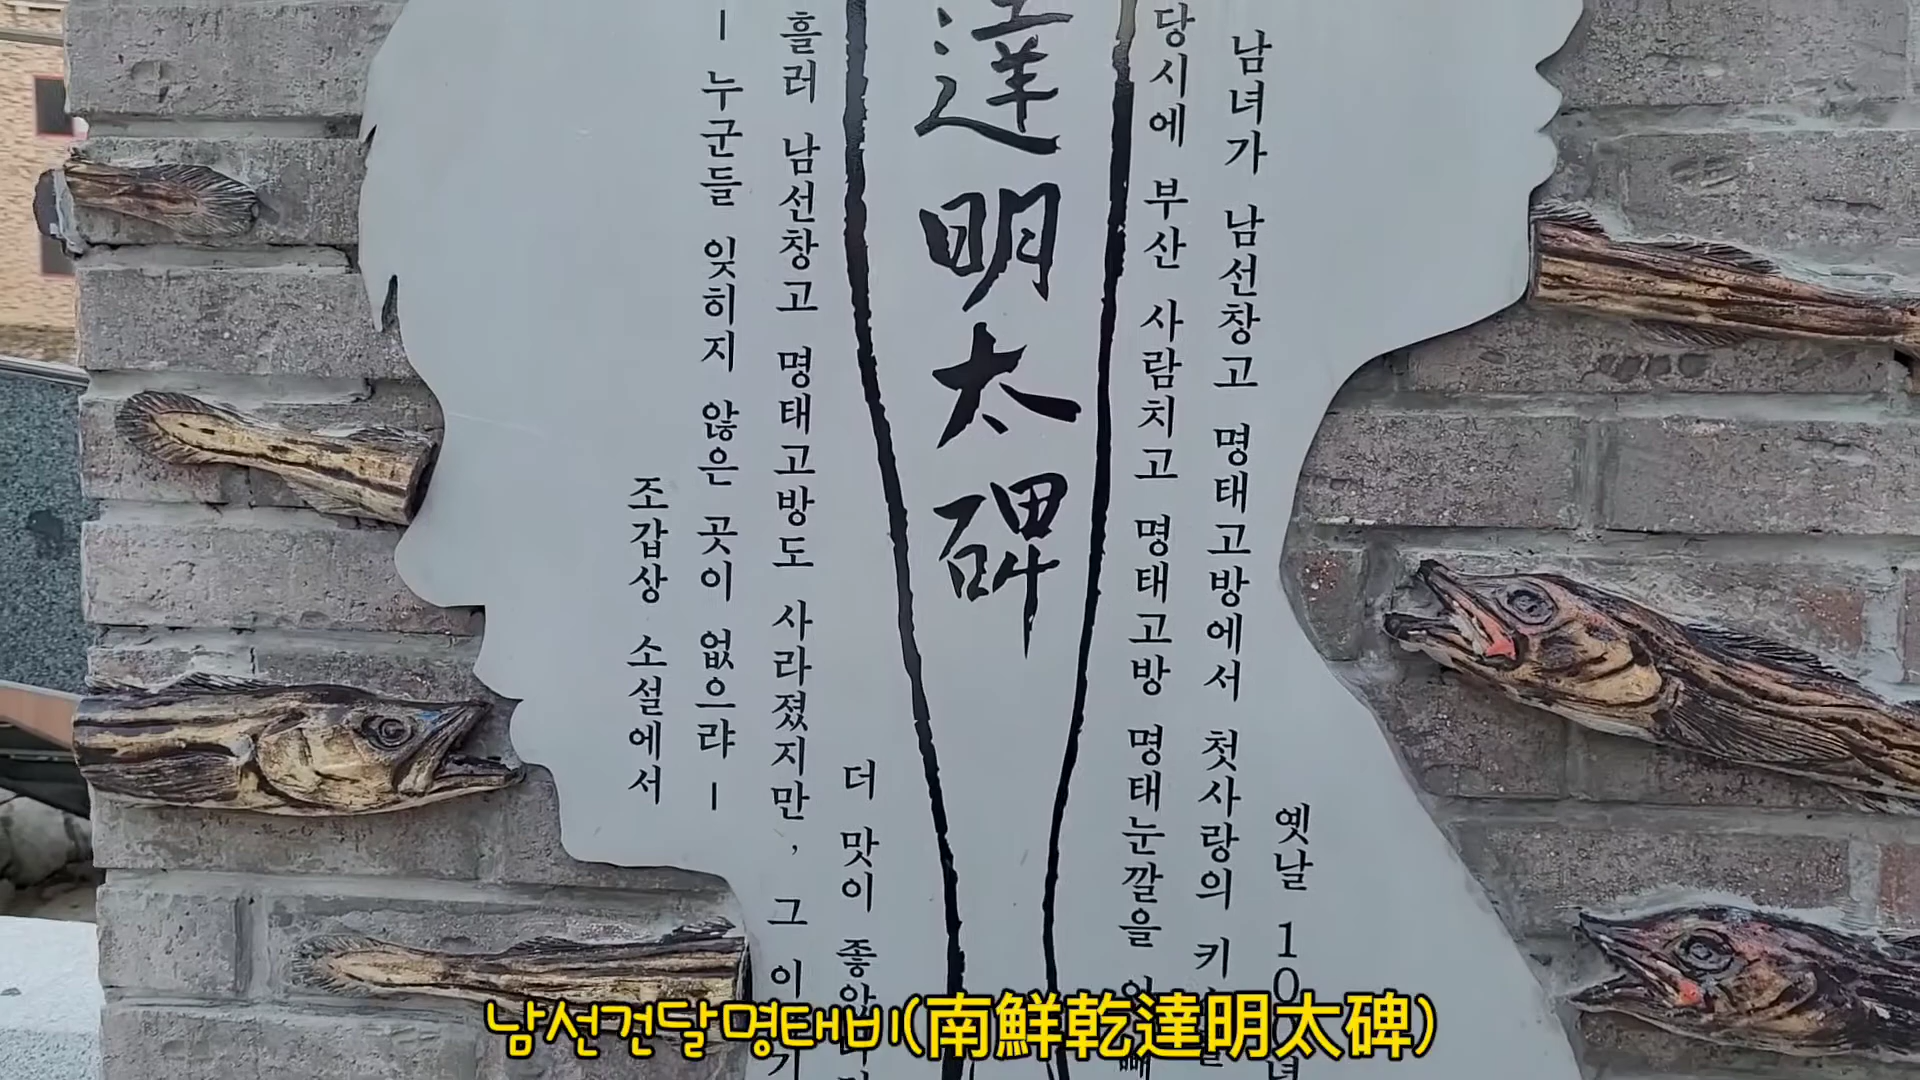 옛날 10
남녀가 남선창고 명태고방에서 첫사랑의 키
당시에 부산 사람치고 명태고방 명태눈깔을
達明太碑
더 맛이 좋았
흘러 남선창고 명태고방도 사라졌지만, 그 이
- 누군들 잊히지 않은 곳이 없으랴 -
조갑상 소설에서
남선건달명태비(南鮮乾達明太碑)